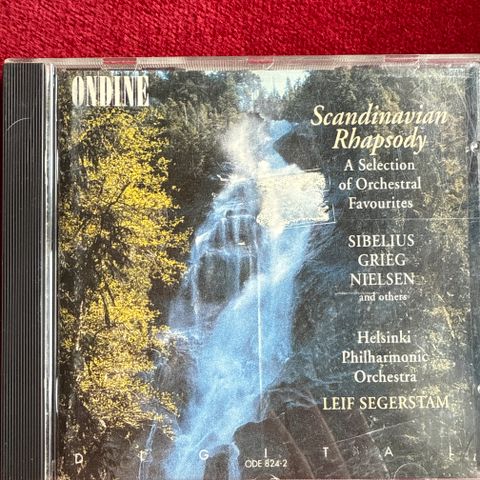 ONDINE
Scandinavian
Rhapsody
A Selection
of Orchestral
Favourites
SIBELIUS
GRIEG
NIELSEN
and others
Helsinki
Philharmonic
Orchestra
LEIF SEGERSTAM
DIGITAL
ODE 824-2